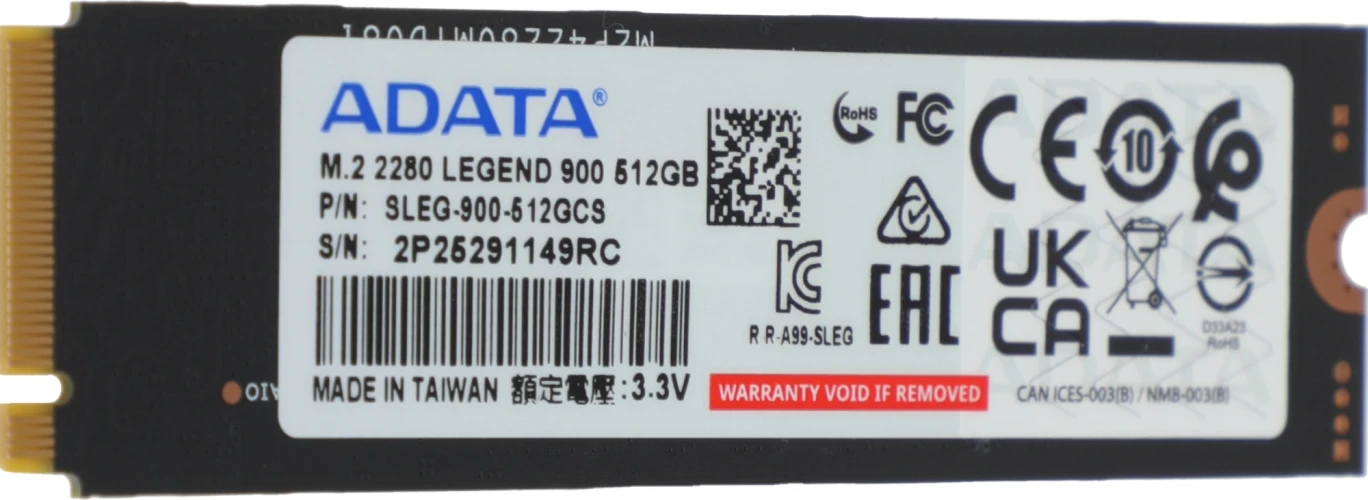 ADATA®
M.2 2280 LEGEND 900 512GB
P/N: SLEG-900-512GCS
S/N: 2P25291149RC
MADE IN TAIWAN 額定電壓:3.3V
RoHS
FC
CE
10
R-R-A99-SLEG
EAC
UK
CA
D33A23
RoHS
WARRANTY VOID IF REMOVED
CAN ICES-003(B) / NMB-003(B)